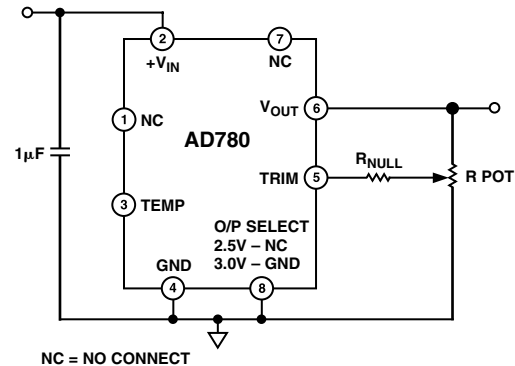 2
7
+VIN
NC
1
NC
VOUT
6
AD780
1μF
RNULL
TRIM
5
R POT
3
TEMP
O/P SELECT
2.5V – NC
3.0V – GND
GND
4
8
NC = NO CONNECT